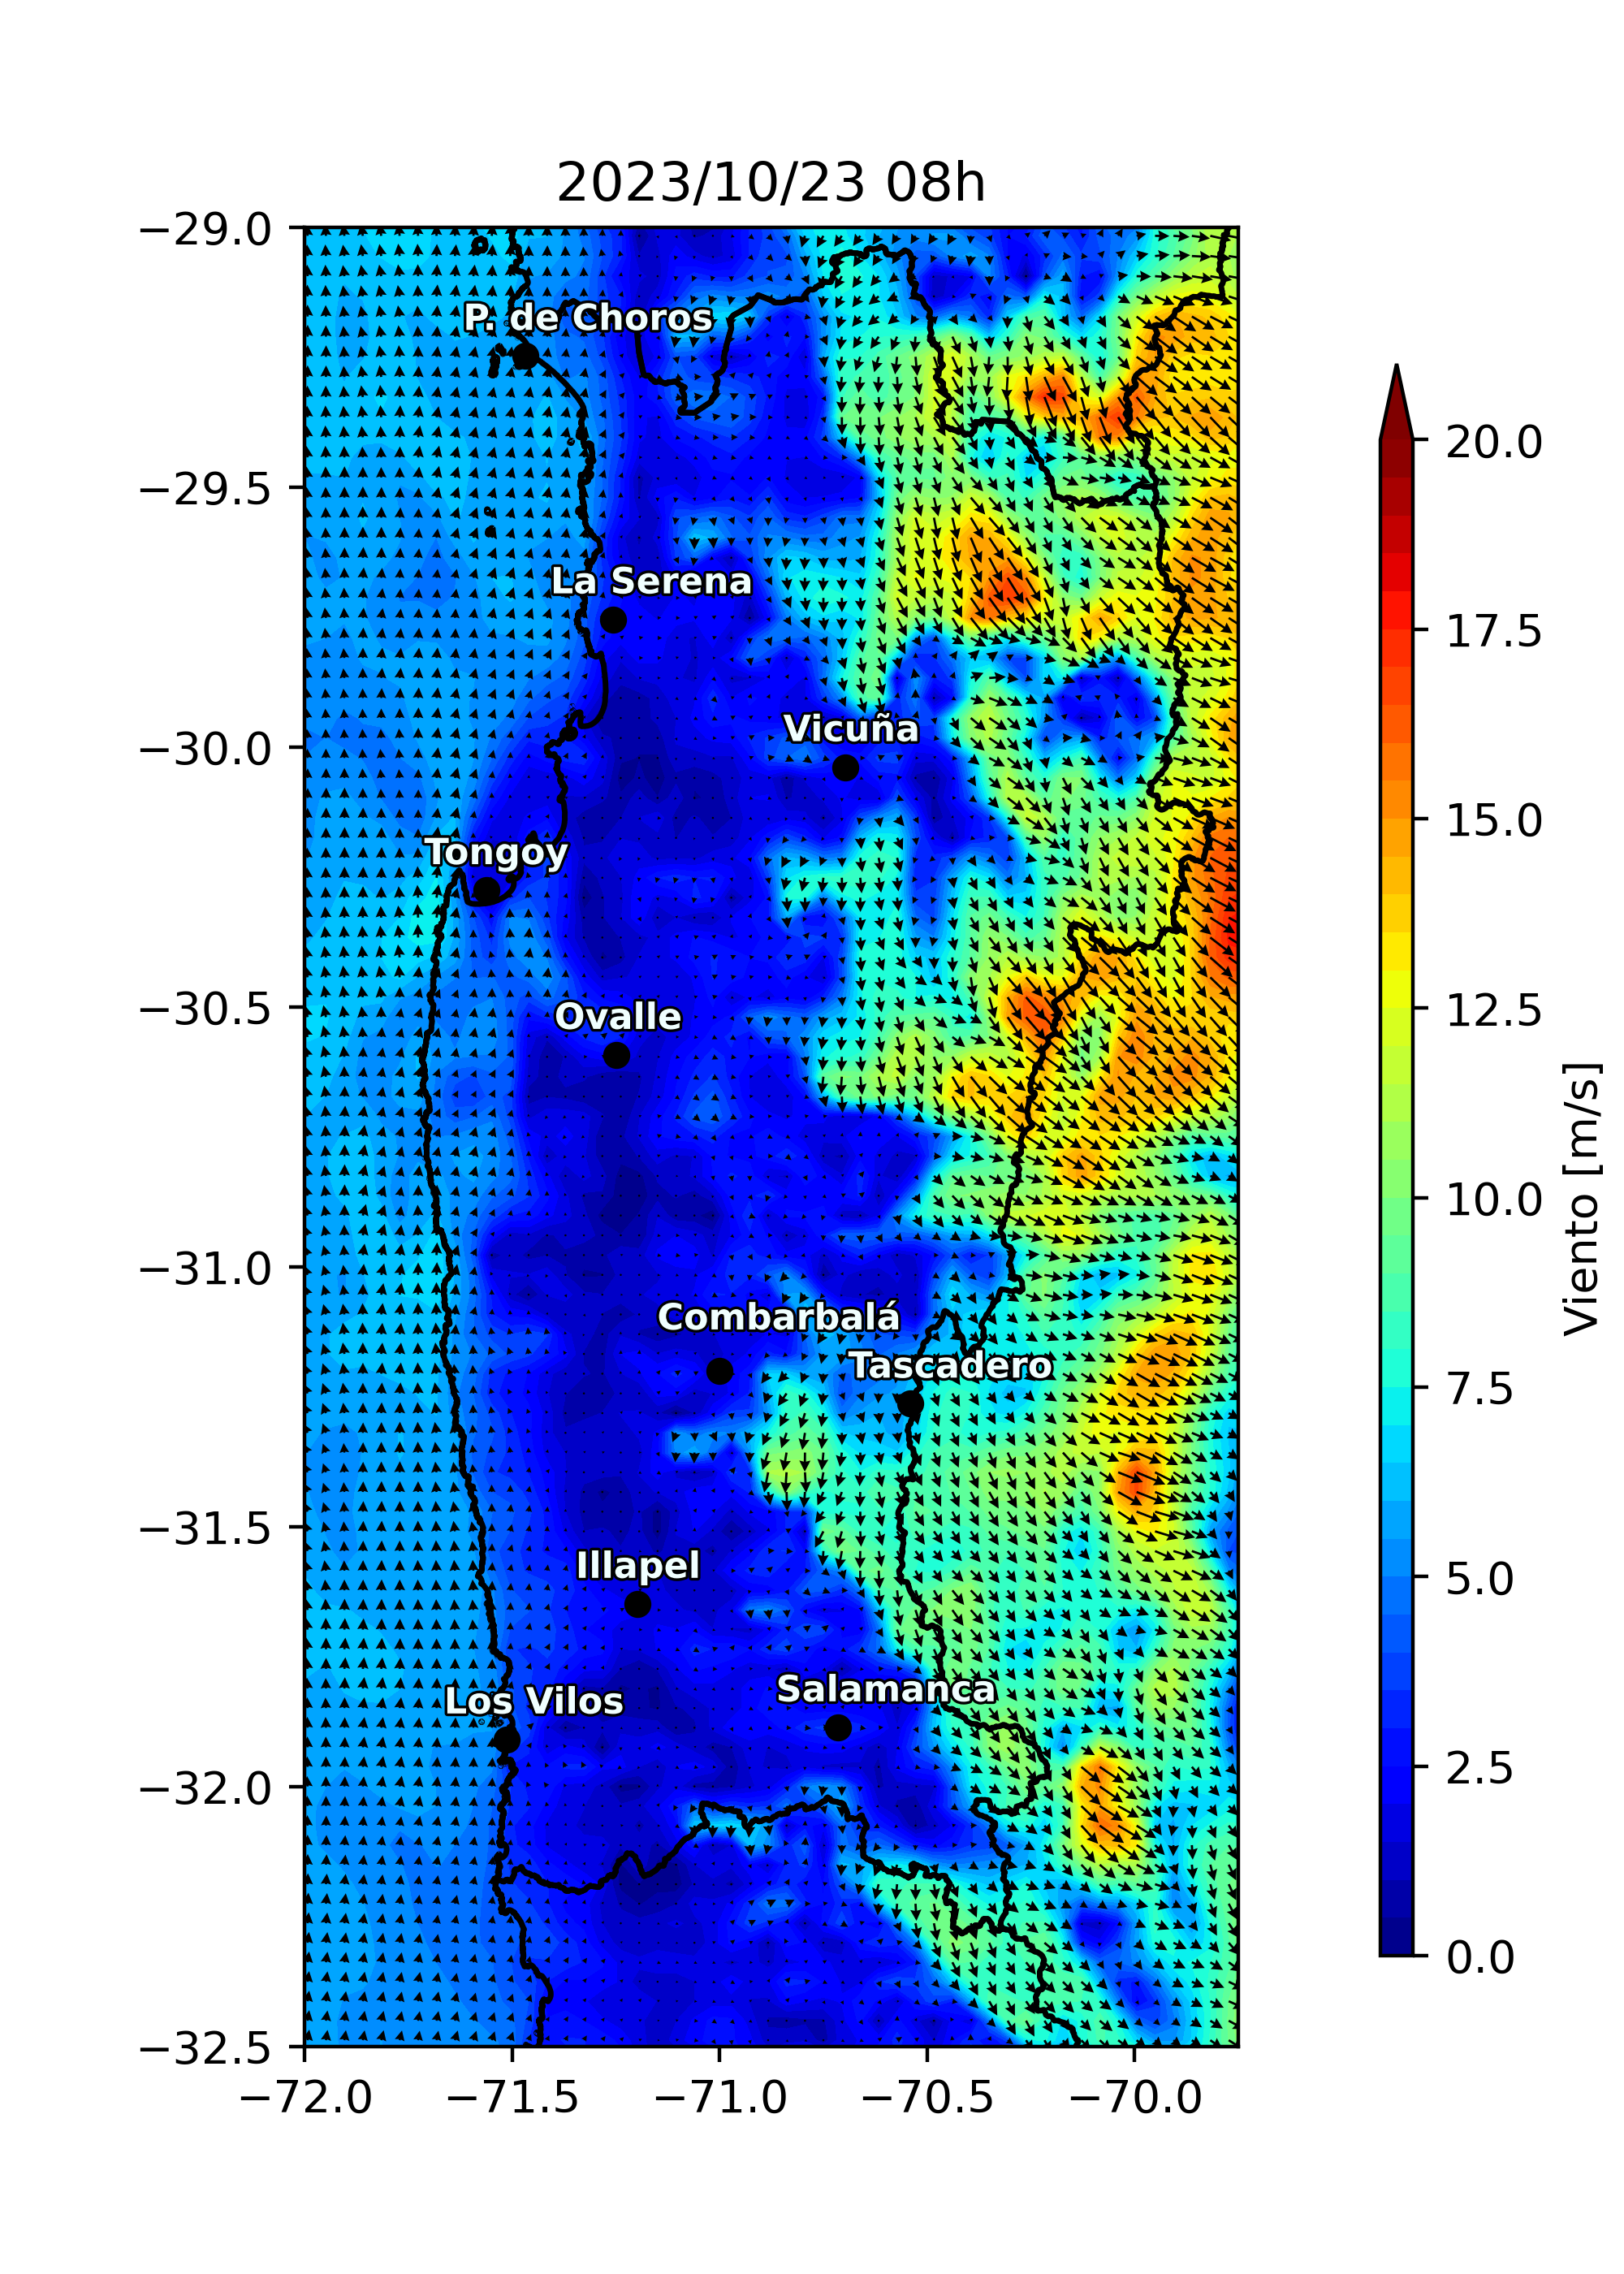 2023/10/23 08h
−29.0
−29.5
−30.0
−30.5
−31.0
−31.5
−32.0
−32.5
−72.0
−71.5
−71.0
−70.5
−70.0
P. de Choros
La Serena
Vicuña
Tongoy
Ovalle
Combarbalá
Tascadero
Illapel
Salamanca
Los Vilos
20.0
17.5
15.0
12.5
10.0
7.5
5.0
2.5
0.0
Viento [m/s]